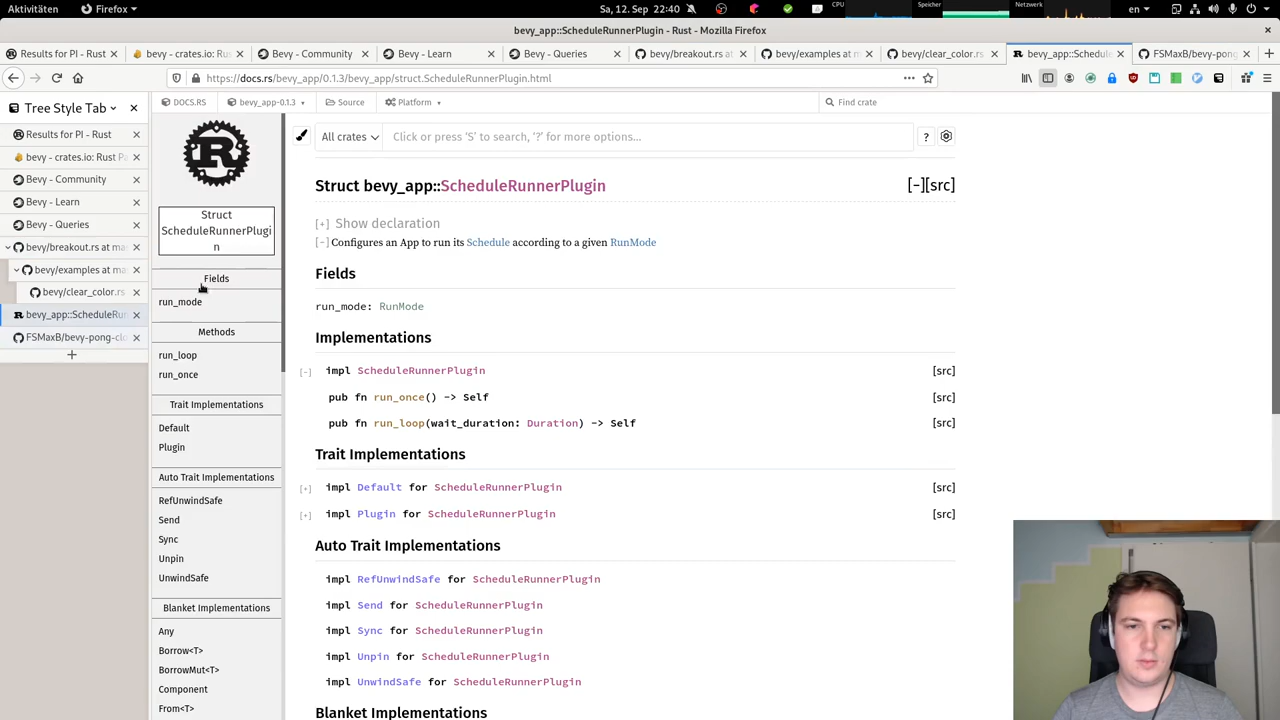 Aktivitäten
Firefox
Sa, 12. Sep 22:40
CPU
Speicher
Netzwerk
en
bevy_app::ScheduleRunnerPlugin - Rust - Mozilla Firefox
Results for PI - Rust
bevy - crates.io: Rus
Bevy - Community
Bevy - Learn
Bevy - Queries
bevy/breakout.rs at
bevy/examples at m
bevy/clear_color.rs
bevy_app::Schedule
FSMaxB/bevy-pong
https://docs.rs/bevy_app/0.1.3/bevy_app/struct.ScheduleRunnerPlugin.html
Tree Style Tab
DOCS.RS
bevy_app-0.1.3
Source
Platform
Find crate
Results for PI - Rust
bevy - crates.io: Rust Pa
Bevy - Community
Bevy - Learn
Bevy - Queries
bevy/breakout.rs at ma
bevy/examples at ma
bevy/clear_color.rs
bevy_app::ScheduleRun
FSMaxB/bevy-pong-clo
All crates
Click or press 'S' to search, '?' for more options...
?
Struct
ScheduleRunnerPlugi
n
Fields
run_mode
Methods
run_loop
run_once
Trait Implementations
Default
Plugin
Auto Trait Implementations
RefUnwindSafe
Send
Sync
Unpin
UnwindSafe
Blanket Implementations
Any
Borrow<T>
BorrowMut<T>
Component
From<T>
Struct bevy_app::ScheduleRunnerPlugin
[-][src]
[+] Show declaration
[-] Configures an App to run its Schedule according to a given RunMode
Fields
run_mode: RunMode
Implementations
[-] impl ScheduleRunnerPlugin [src]
pub fn run_once() -> Self [src]
pub fn run_loop(wait_duration: Duration) -> Self [src]
Trait Implementations
[+] impl Default for ScheduleRunnerPlugin [src]
[+] impl Plugin for ScheduleRunnerPlugin [src]
Auto Trait Implementations
impl RefUnwindSafe for ScheduleRunnerPlugin
impl Send for ScheduleRunnerPlugin
impl Sync for ScheduleRunnerPlugin
impl Unpin for ScheduleRunnerPlugin
impl UnwindSafe for ScheduleRunnerPlugin
Blanket Implementations